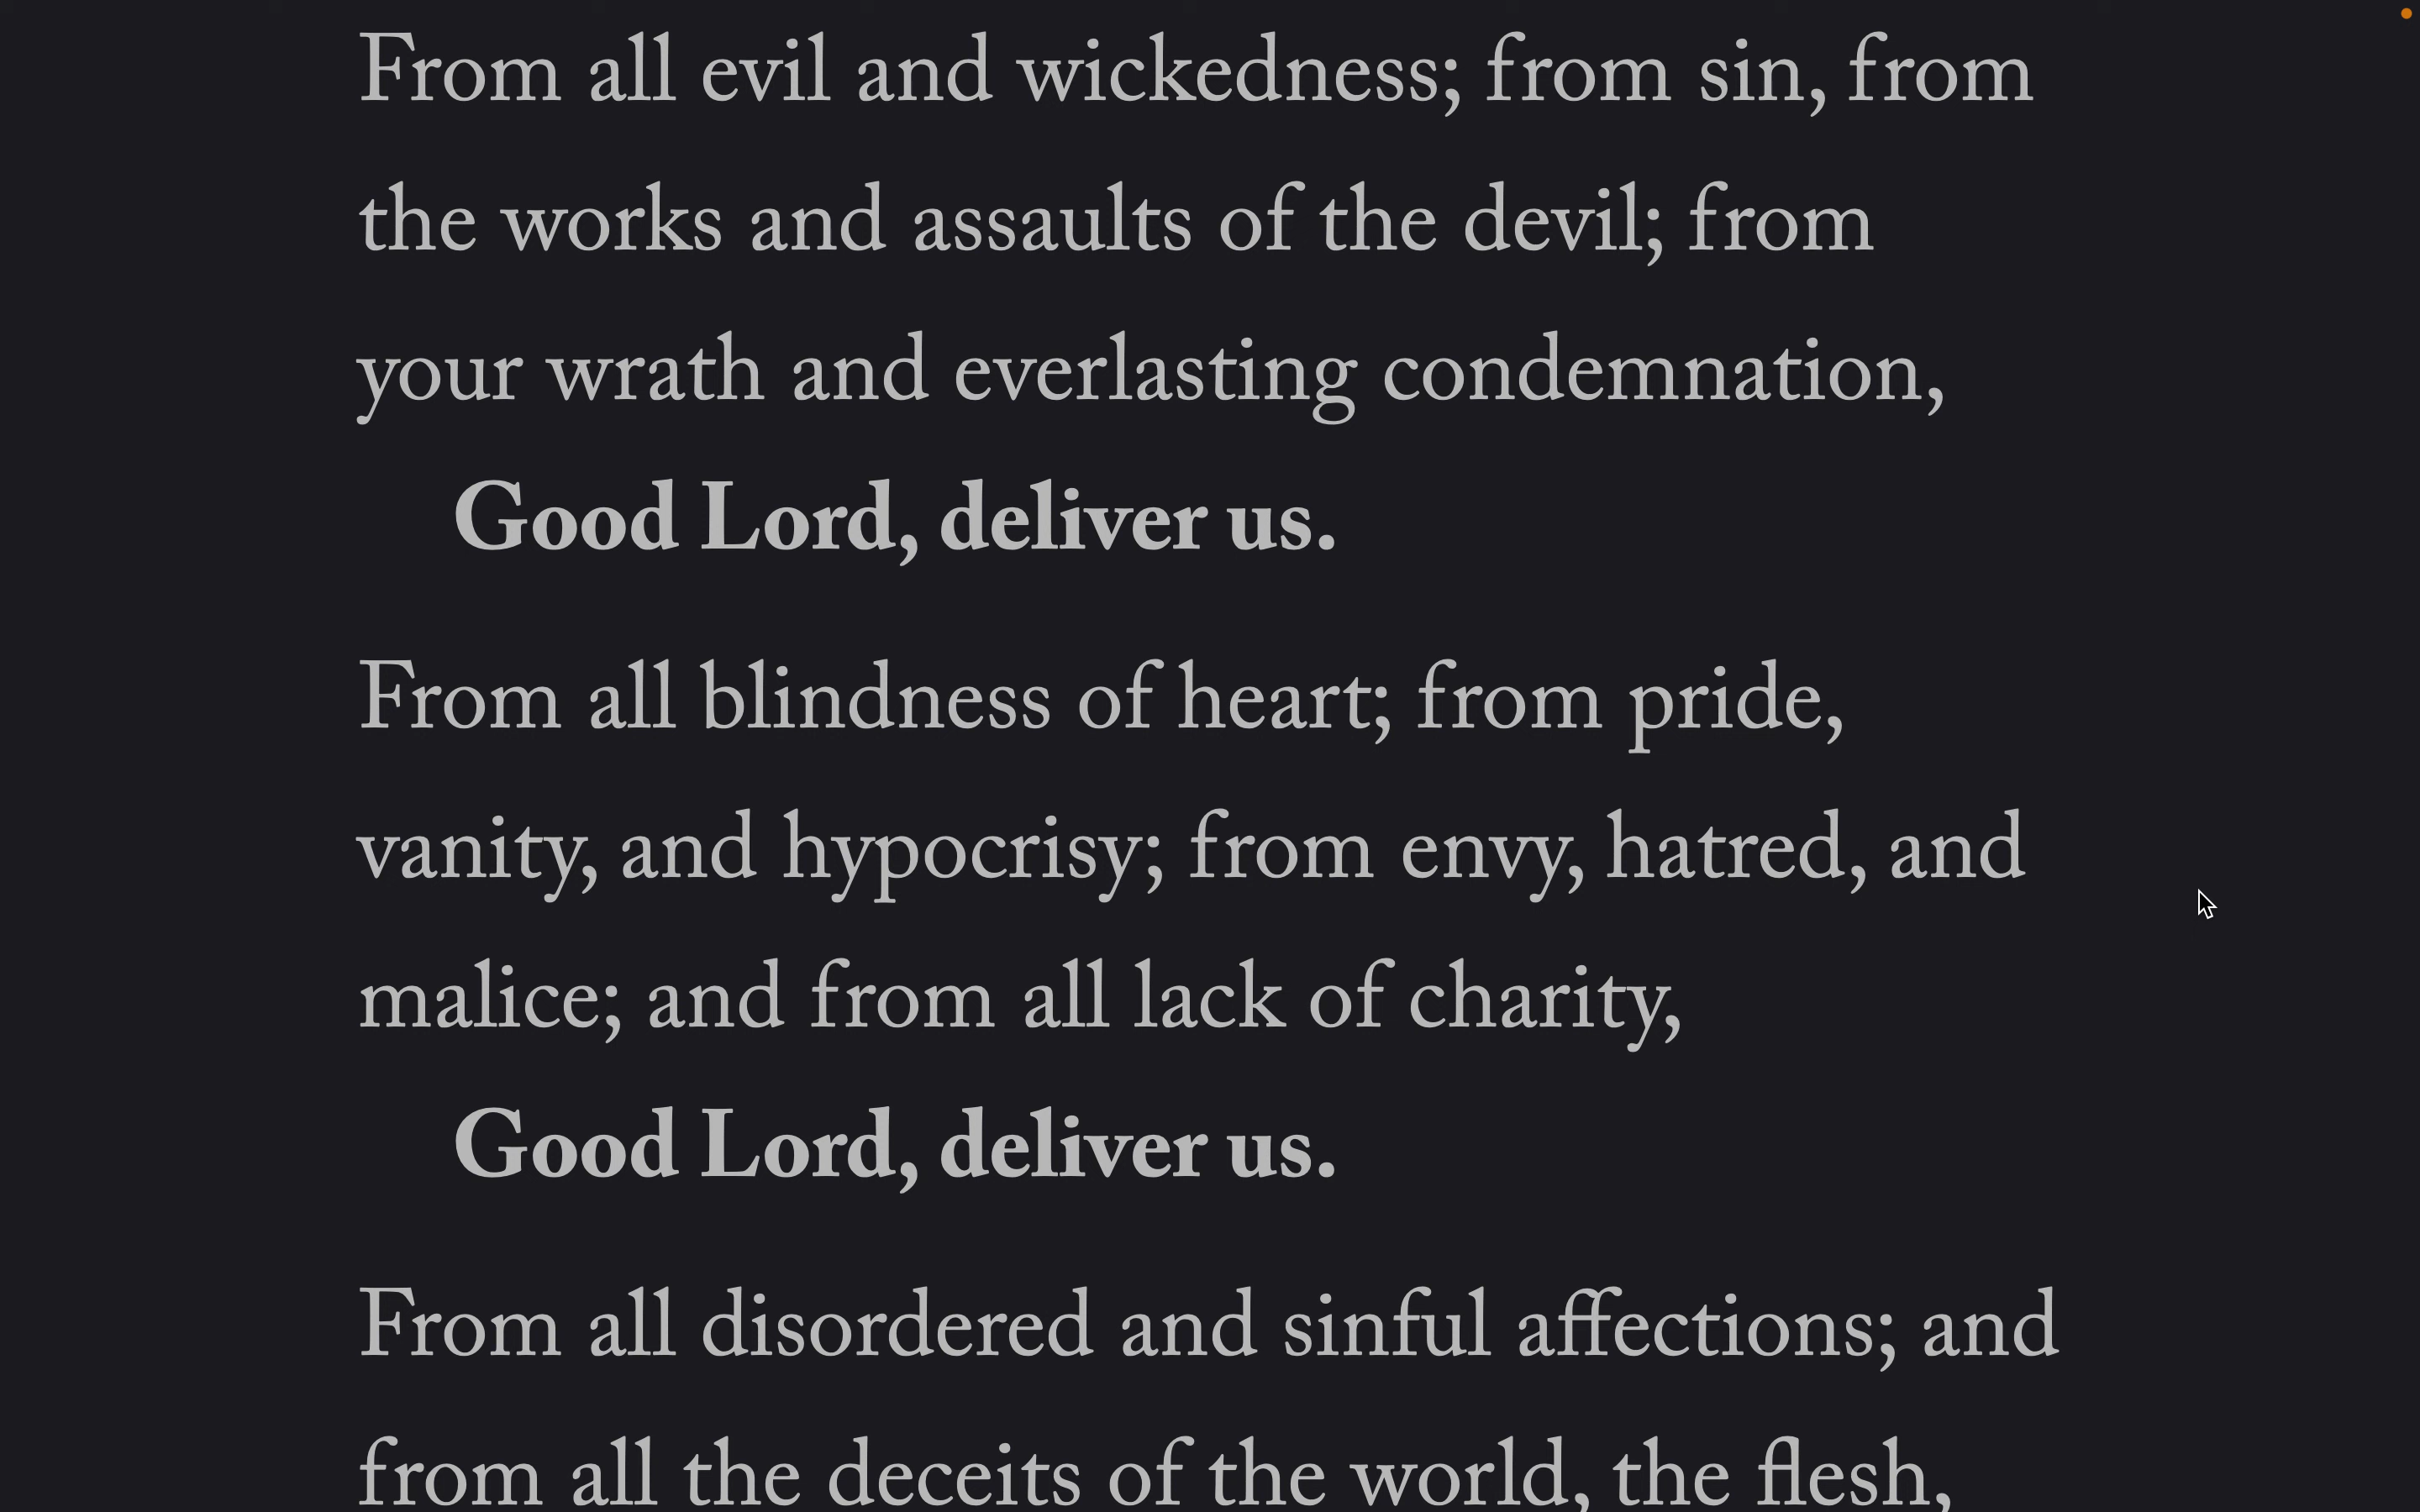 From all evil and wickedness; from sin, from
the works and assaults of the devil; from
your wrath and everlasting condemnation,
Good Lord, deliver us.
From all blindness of heart; from pride,
vanity, and hypocrisy; from envy, hatred, and
malice; and from all lack of charity,
Good Lord, deliver us.
From all disordered and sinful affections; and
from all the deceits of the world, the flesh,